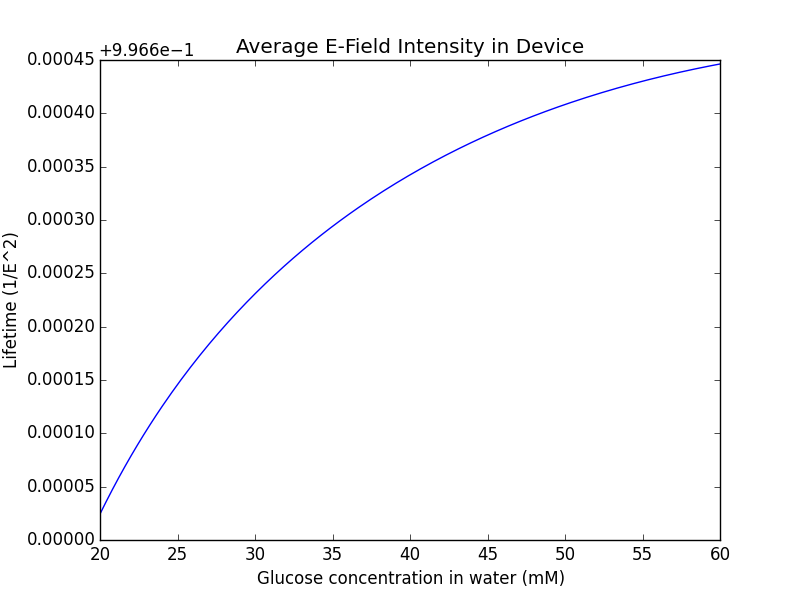 Average E-Field Intensity in Device
+9.966e−1
0.00045
0.00040
0.00035
0.00030
0.00025
0.00020
0.00015
0.00010
0.00005
0.00000
Lifetime (1/E^2)
20 25 30 35 40 45 50 55 60
Glucose concentration in water (mM)